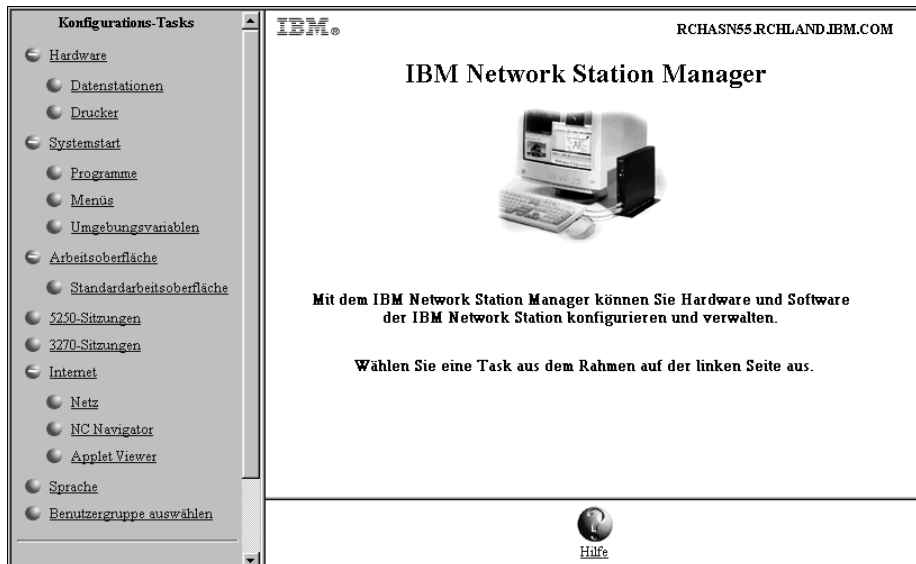 Konfigurations-Tasks
Hardware
Datenstationen
Drucker
Systemstart
Programme
Menüs
Umgebungsvariablen
Arbeitsoberfläche
Standardarbeitsoberfläche
5250-Sitzungen
3270-Sitzungen
Internet
Netz
NC Navigator
Applet Viewer
Sprache
Benutzergruppe auswählen
IBM®
RCHASN55.RCHLAND.IBM.COM
IBM Network Station Manager
Mit dem IBM Network Station Manager können Sie Hardware und Software
der IBM Network Station konfigurieren und verwalten.
Wählen Sie eine Task aus dem Rahmen auf der linken Seite aus.
Hilfe